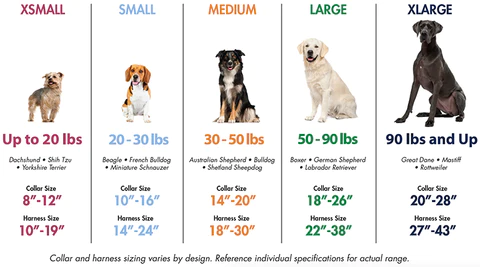 XSMALL
SMALL
MEDIUM
LARGE
XLARGE
Up to 20 lbs
20-30 lbs
30-50 lbs
50-90 lbs
90 lbs and Up
Dachshund • Shih Tzu
• Yorkshire Terrier
Beagle • French Bulldog
• Miniature Schnauzer
Australian Shepherd • Bulldog
• Shetland Sheepdog
Boxer • German Shepherd
• Labrador Retriever
Great Dane • Mastiff
• Rottweiler
Collar Size
8"-12"
Collar Size
10"-16"
Collar Size
14"-20"
Collar Size
18"-26"
Collar Size
20"-28"
Harness Size
10"-19"
Harness Size
14"-24"
Harness Size
18"-30"
Harness Size
22"-38"
Harness Size
27"-43"
Collar and harness sizing varies by design. Reference individual specifications for actual range.